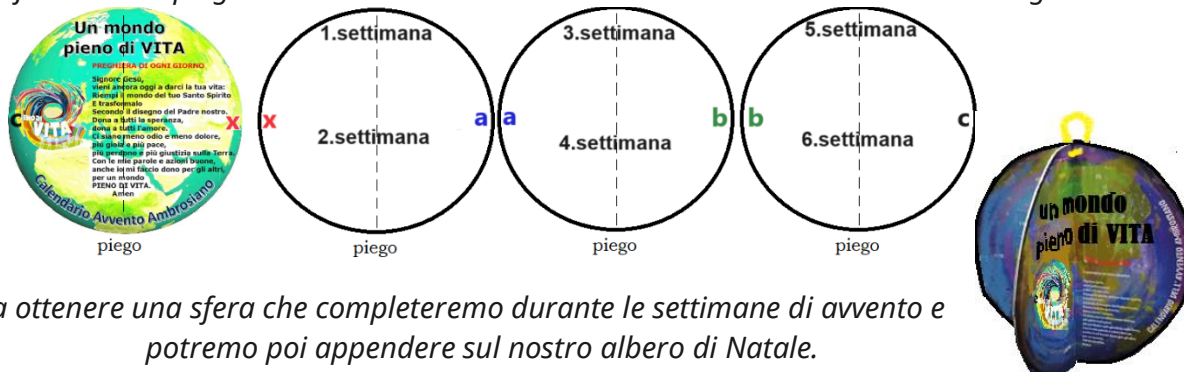 Un mondo
pieno di VITA
PREGHIERA DI OGNI GIORNO
Signore Gesù,
vieni ancora oggi a darci la tua vita:
Riempi il mondo del tuo Santo Spirito
E trasformalo
Secondo il disegno del Padre nostro.
Dona a tutti la speranza,
dona a tutti l'amore.
Ci siano meno odio e meno dolore,
più gioia e più pace,
più perdono e più giustizia sulla Terra.
Con le mie parole e azioni buone,
anche io mi faccio dono per gli altri,
per un mondo
PIENO DI VITA.
Amen
Calendario Avvento Ambrosiano
c
VITA
x
piego
1.settimana
x
a
2.settimana
piego
3.settimana
a
b
4.settimana
piego
5.settimana
b
c
6.settimana
piego
un mondo
pieno di VITA
a ottenere una sfera che completeremo durante le settimane di avvento e
potremo poi appendere sul nostro albero di Natale.